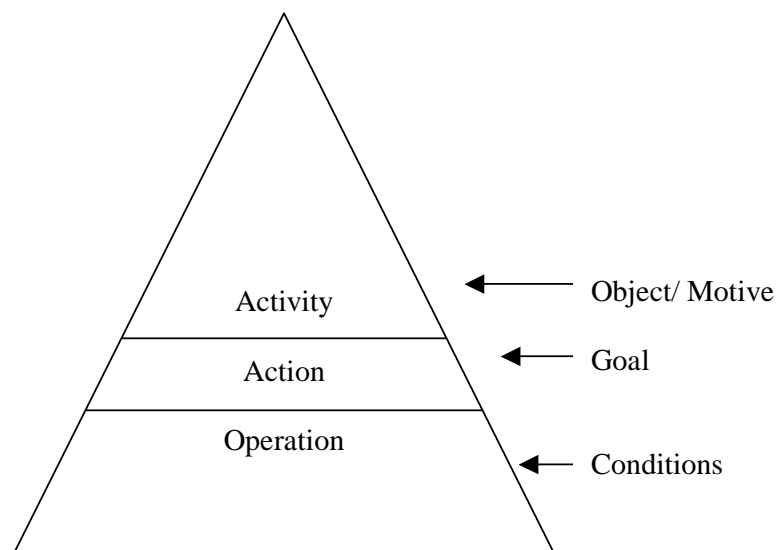 Activity
Object/ Motive
Action
Goal
Operation
Conditions